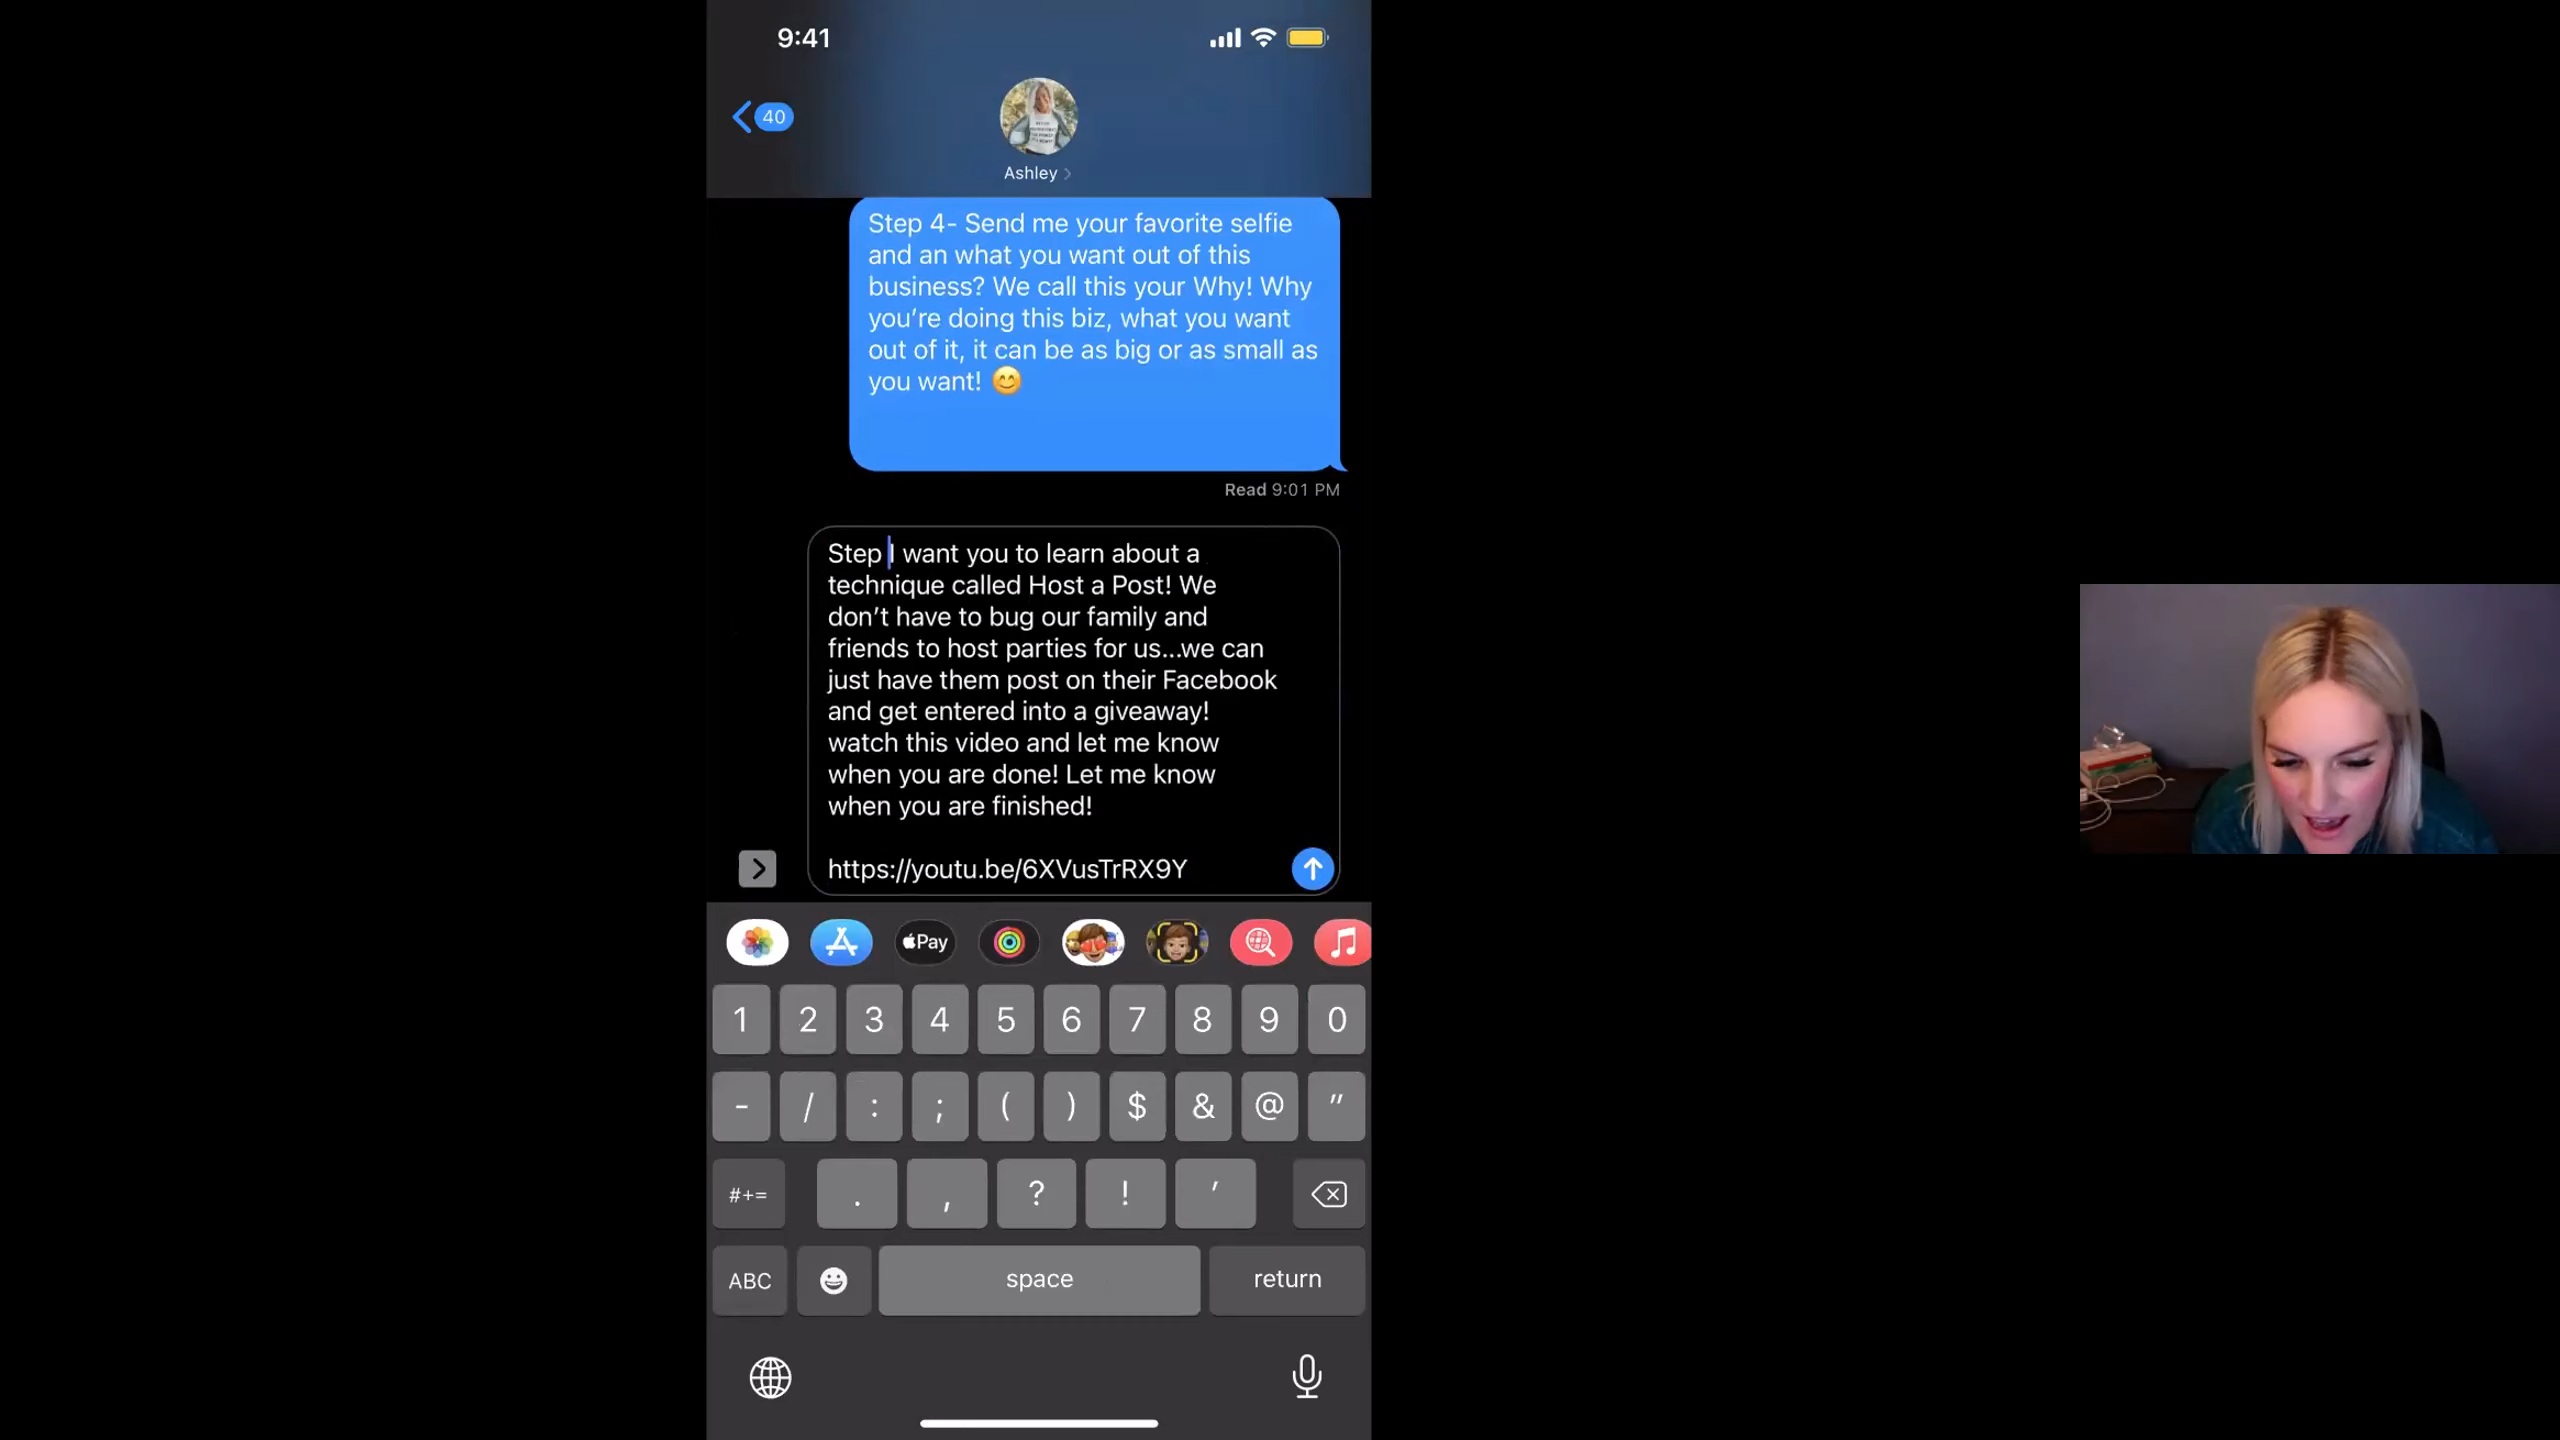 9:41
40
Ashley
Step 4- Send me your favorite selfie
and an what you want out of this
business? We call this your Why! Why
you’re doing this biz, what you want
out of it, it can be as big or as small as
you want! 😊
Read 9:01 PM
Step I want you to learn about a
technique called Host a Post! We
don’t have to bug our family and
friends to host parties for us...we can
just have them post on their Facebook
and get entered into a giveaway!
watch this video and let me know
when you are done! Let me know
when you are finished!
https://youtu.be/6XVusTrRX9Y
Pay
1 2 3 4 5 6 7 8 9 0
- / : ; ( ) $ & @ "
#+= . , ? ! '
ABC space return